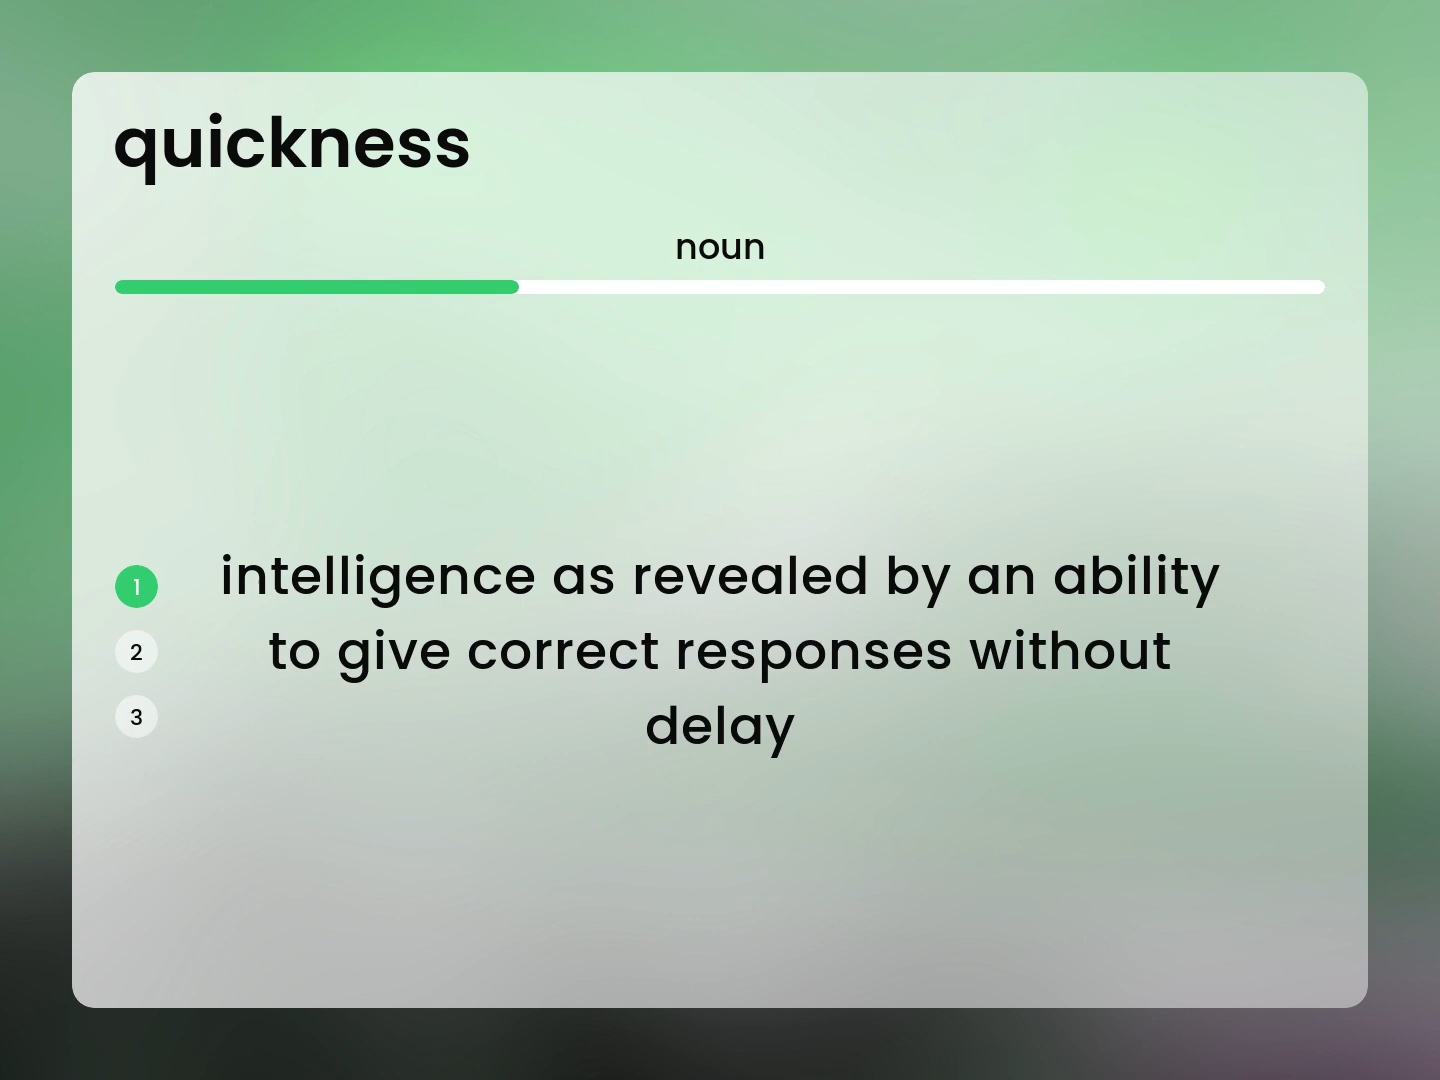 quickness
noun
1
2
3
intelligence as revealed by an ability
to give correct responses without
delay